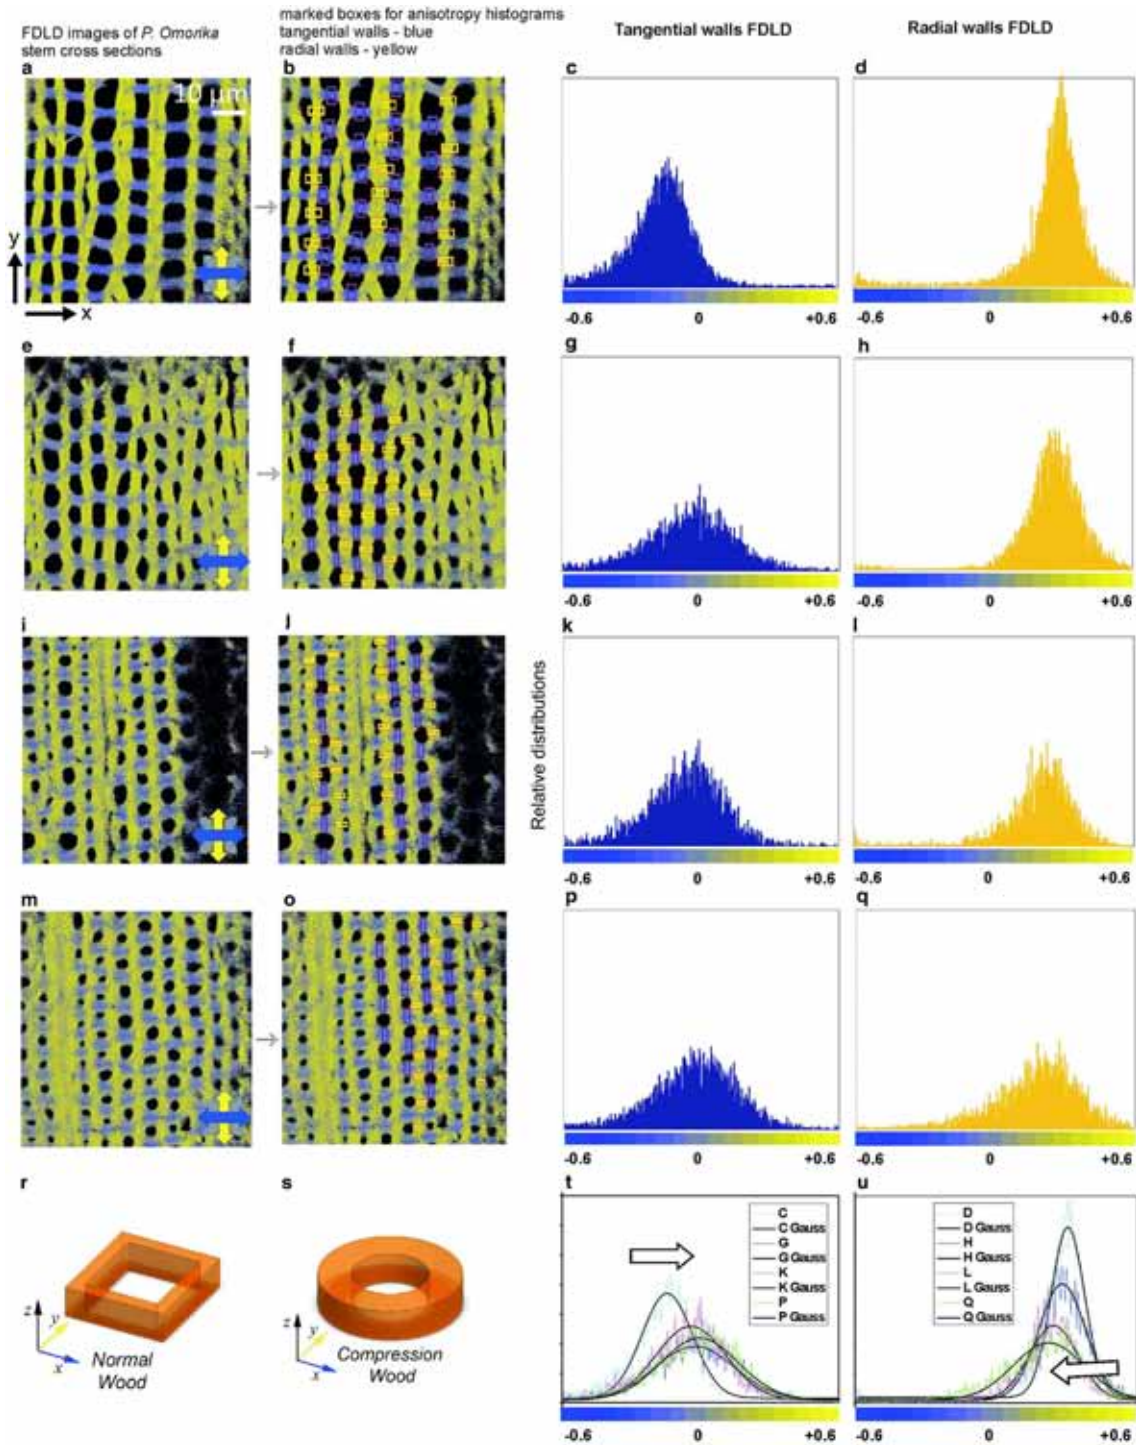 FDLD images of P. Omorika
stem cross sections
marked boxes for anisotropy histograms
tangential walls - blue
radial walls - yellow
Tangential walls FDLD
Radial walls FDLD
a
b
c
d
10 μm
y
x
-0.6 0 +0.6
-0.6 0 +0.6
e
f
g
h
-0.6 0 +0.6
-0.6 0 +0.6
i
j
k
l
Relative distributions
-0.6 0 +0.6
-0.6 0 +0.6
m
o
p
q
-0.6 0 +0.6
-0.6 0 +0.6
r
s
t
u
z
y
x
Normal
Wood
z
y
x
Compression
Wood
C
C Gauss
G
G Gauss
K
K Gauss
P
P Gauss
D
D Gauss
H
H Gauss
L
L Gauss
Q
Q Gauss
-0.6 0 +0.6
-0.6 0 +0.6